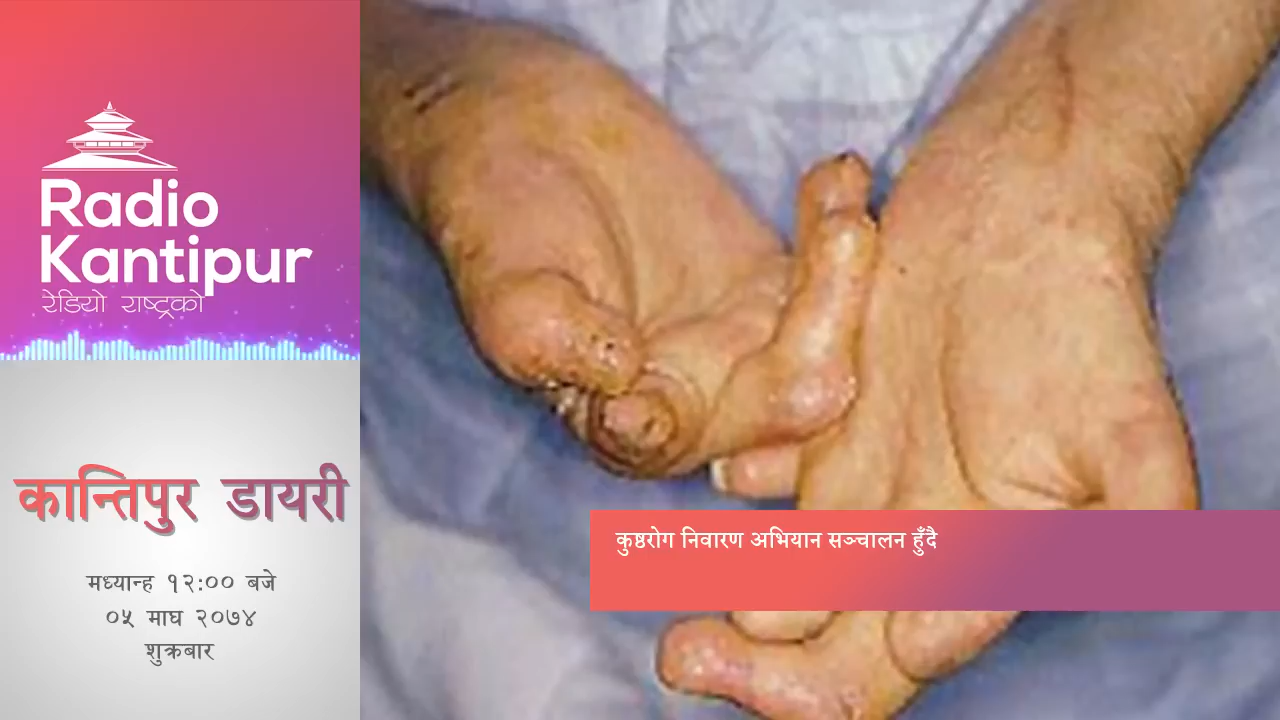 Radio
Kantipur
रेडियो राष्ट्रको
कान्तिपुर डायरी
मध्यान्ह १२:०० बजे
०५ माघ २०७४
शुक्रबार
कुष्ठरोग निवारण अभियान सञ्चालन हुँदै